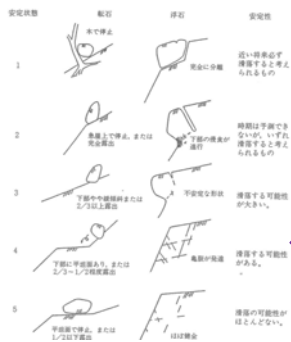 安定状態 転石 浮石 安定性
木で停止
1
完全に分離
近い将来必ず
滑落すると考え
られるもの
2
急崖上で停止、または
完全露出
下部の浸食が
進行
時期は予測でき
ないが、いずれ
滑落すると考え
られるもの
3
下部やや緩傾斜または
2/3以上露出
不安定な形状
滑落する可能性
が大きい。
4
下部に平坦面あり、または
2/3~1/2程度露出
亀裂が発達
滑落する可能性
がある。
5
平坦面で停止、または
1/2以下露出
ほぼ健全
滑落の可能性が
ほとんどない。